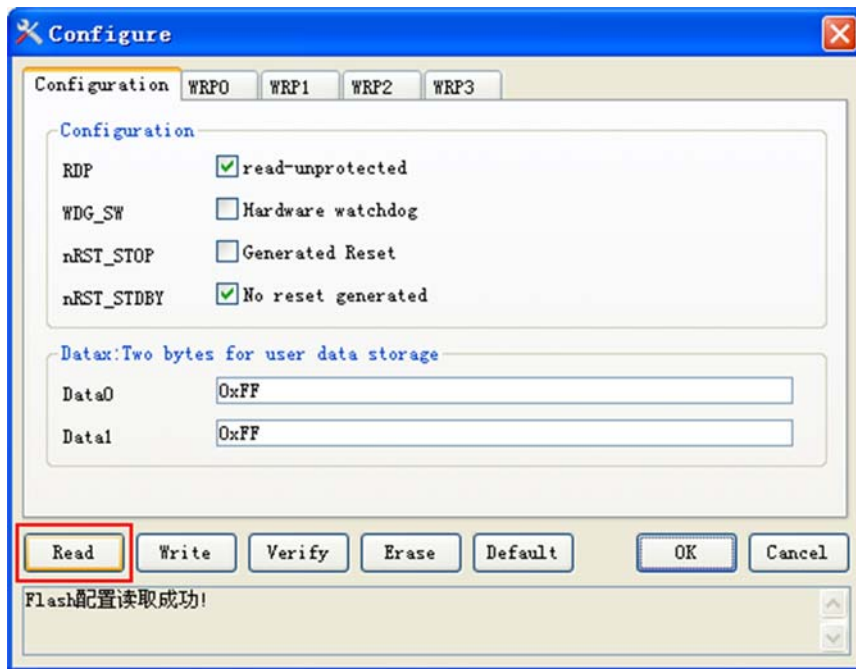 Configure
Configuration WRP0 WRP1 WRP2 WRP3
Configuration
RDP read-unprotected
WDG_SW Hardware watchdog
nRST_STOP Generated Reset
nRST_STDBY No reset generated
Datax:Two bytes for user data storage
Data0 0xFF
Data1 0xFF
Read Write Verify Erase Default OK Cancel
Flash配置读取成功!